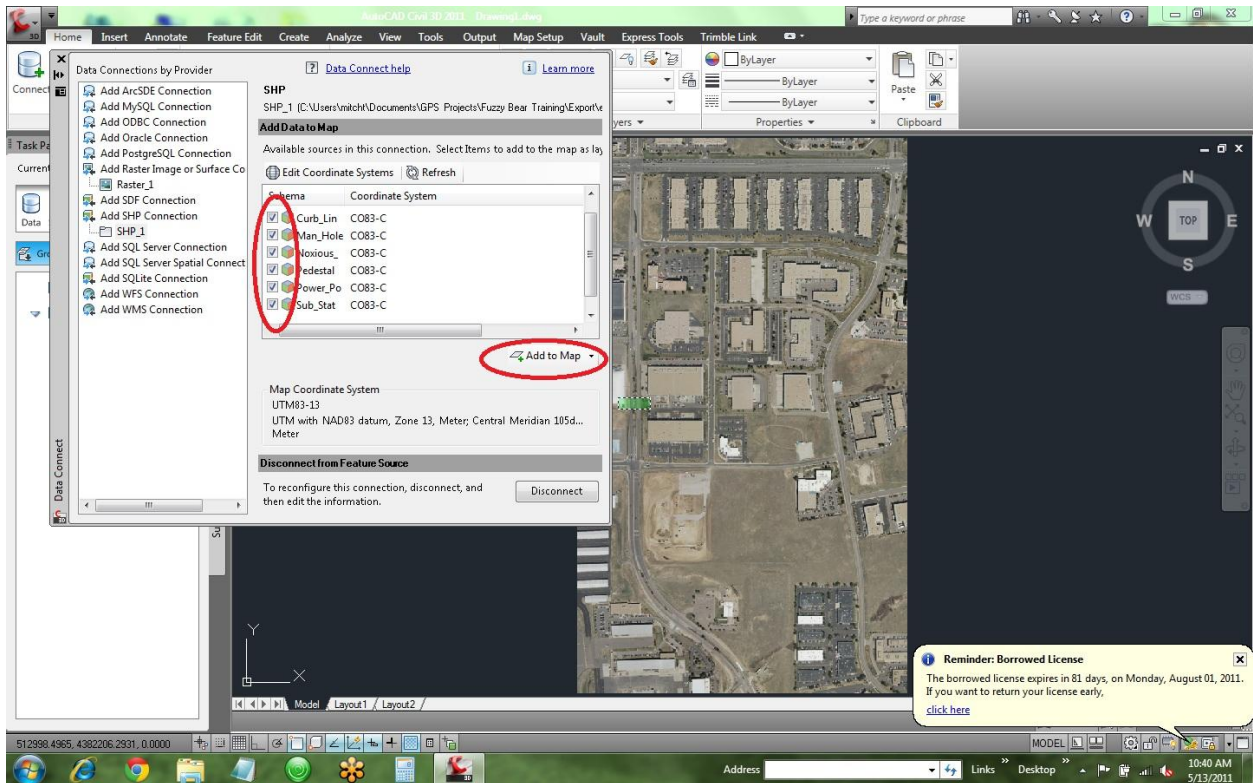 AutoCAD Civil 3D 2011 Drawing2.dwg
Type a keyword or phrase
3D
Home Insert Annotate Feature Edit Create Analyze View Tools Output Map Setup Vault Express Tools Trimble Link
Connect
Data Connections by Provider
Add ArcSDE Connection
Add MySQL Connection
Add ODBC Connection
Add Oracle Connection
Add PostgreSQL Connection
Add Raster Image or Surface Co
Raster_1
Add SDF Connection
Add SHP Connection
SHP_1
Add SQL Server Connection
Add SQL Server Spatial Connect
Add SQLite Connection
Add WFS Connection
Add WMS Connection
Data Connect
Data Connect help
Learn more
SHP
SHP_1 (C:\Users\mitcht\Documents\GPS Projects\Fuzzy Bear Training\Export\e
Add Data to Map
Available sources in this connection. Select Items to add to the map as lay
Edit Coordinate Systems Refresh
Schema Coordinate System
Curb_Lin CO83-C
Man_Hole CO83-C
Noxious_ CO83-C
Pedestal CO83-C
Power_Po CO83-C
Sub_Stat CO83-C
Add to Map
Map Coordinate System
UTM83-13
UTM with NAD83 datum, Zone 13, Meter; Central Meridian 105d...
Meter
Disconnect from Feature Source
To reconfigure this connection, disconnect, and
then edit the information.
Disconnect
ByLayer
ByLayer
ByLayer
Paste
yers
Properties
Clipboard
Task Pa
Current
Data
Gro
Su
N
W TOP E
S
WCS
Y
X
Model Layout1 Layout2
Reminder: Borrowed License
The borrowed license expires in 81 days, on Monday, August 01, 2011.
If you want to return your license early,
click here
512998.4965, 4382206.2931, 0.0000
MODEL
Address
Links
Desktop
10:40 AM
5/13/2011